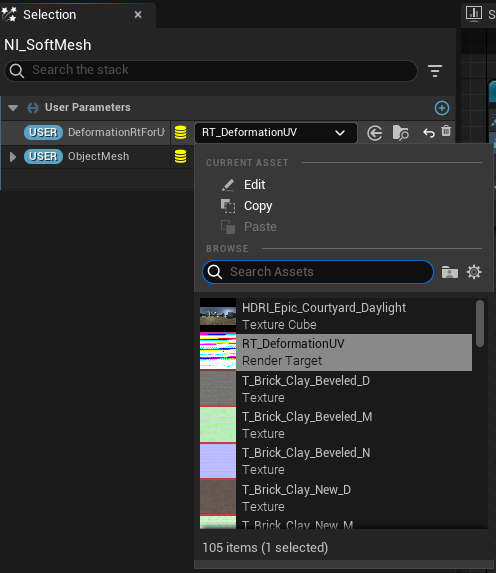 Selection
NI_SoftMesh
Search the stack
User Parameters
USER DeformationRtForU RT_DeformationUV
USER ObjectMesh
CURRENT ASSET
Edit
Copy
Paste
BROWSE
Search Assets
HDRI_Epic_Courtyard_Daylight
Texture Cube
RT_DeformationUV
Render Target
T_Brick_Clay_Beveled_D
Texture
T_Brick_Clay_Beveled_M
Texture
T_Brick_Clay_Beveled_N
Texture
T_Brick_Clay_New_D
Texture
T_Brick_Clay_New_M
105 items (1 selected)